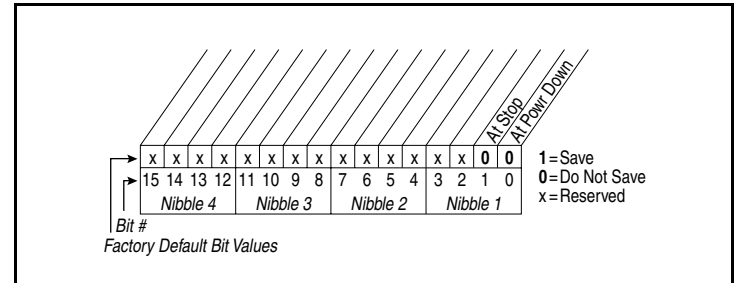 At Stop
At Powr Down
x x x x x x x x x x x x x x 0 0
15 14 13 12 11 10 9 8 7 6 5 4 3 2 1 0
Nibble 4 Nibble 3 Nibble 2 Nibble 1
1=Save
0=Do Not Save
x=Reserved
Bit #
Factory Default Bit Values